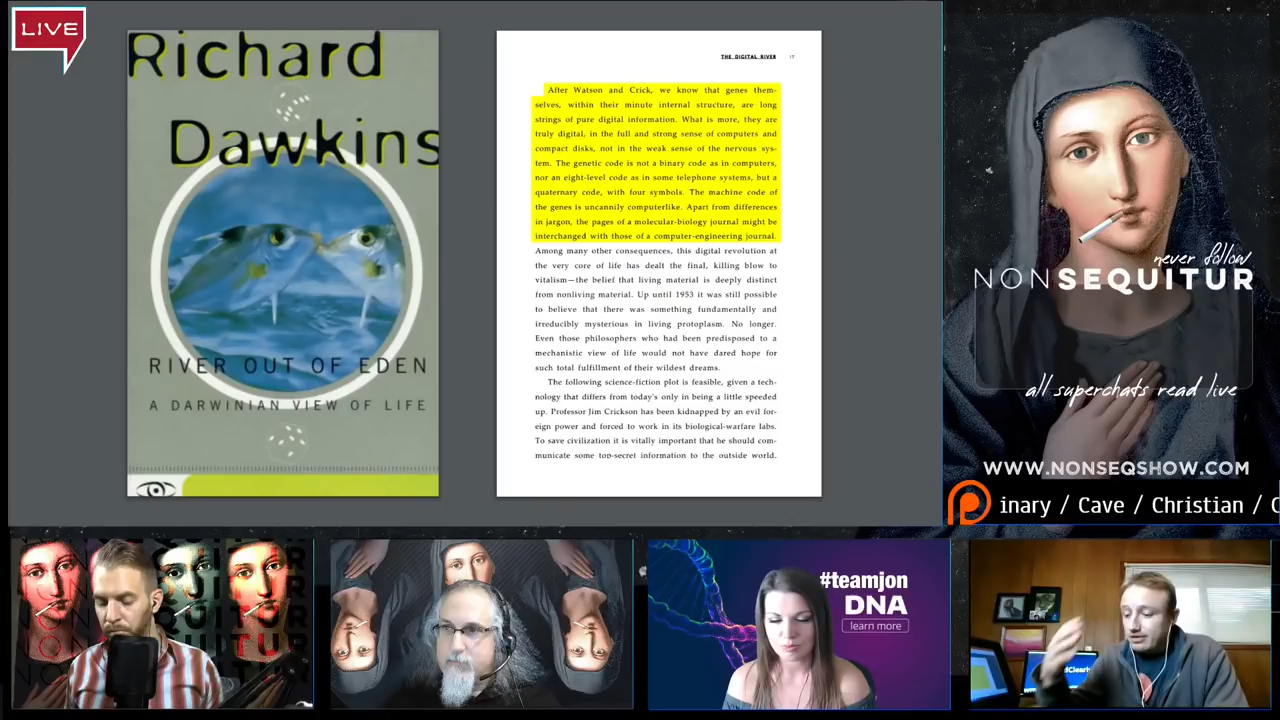 LIVE
Richard
Dawkins
RIVER OUT OF EDEN
A DARWINIAN VIEW OF LIFE
THE DIGITAL RIVER 17
After Watson and Crick, we know that genes them-
selves, within their minute internal structure, are long
strings of pure digital information. What is more, they are
truly digital, in the full and strong sense of computers and
compact disks, not in the weak sense of the nervous sys-
tem. The genetic code is not a binary code as in computers,
nor an eight-level code as in some telephone systems, but a
quaternary code, with four symbols. The machine code of
the genes is uncannily computerlike. Apart from differences
in jargon, the pages of a molecular-biology journal might be
interchanged with those of a computer-engineering journal.
Among many other consequences, this digital revolution at
the very core of life has dealt the final, killing blow to
vitalism—the belief that living material is deeply distinct
from nonliving material. Up until 1953 it was still possible
to believe that there was something fundamentally and
irreducibly mysterious in living protoplasm. No longer.
Even those philosophers who had been predisposed to a
mechanistic view of life would not have dared hope for
such total fulfillment of their wildest dreams.
The following science-fiction plot is feasible, given a tech-
nology that differs from today's only in being a little speeded
up. Professor Jim Crickson has been kidnapped by an evil for-
eign power and forced to work in its biological-warfare labs.
To save civilization it is vitally important that he should com-
municate some top-secret information to the outside world.
never follow
NONSEQUITUR
all superchats read live
WWW.NONSEQSHOW.COM
inary / Cave / Christian / C
#teamjon
DNA
learn more